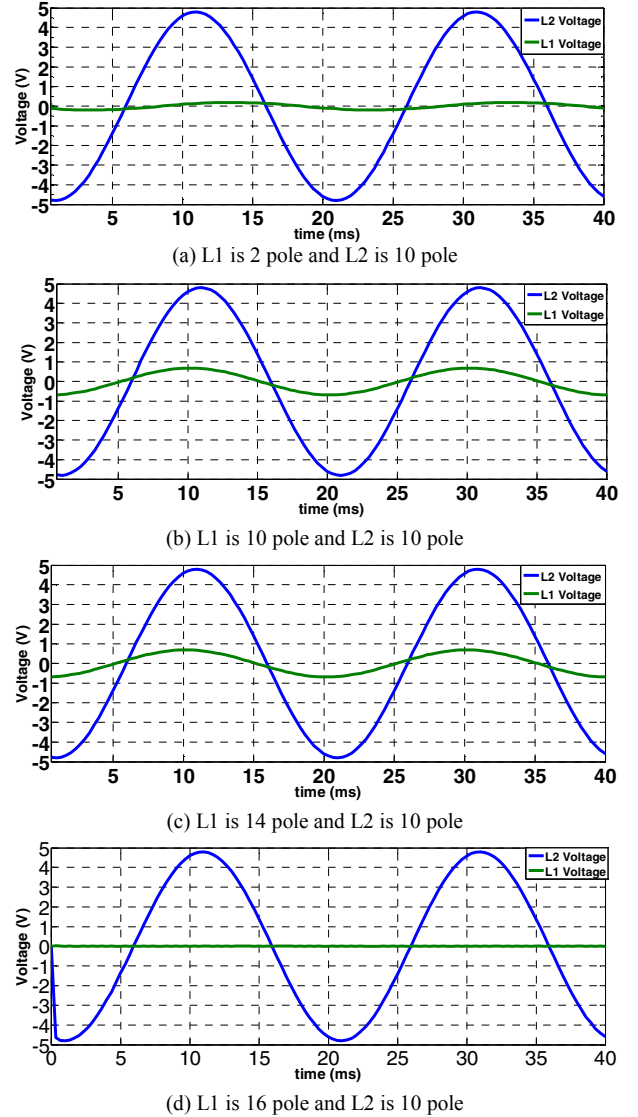 5
4
3
2
1
0
-1
-2
-3
-4
-5
Voltage (V)
L2 Voltage
L1 Voltage
5 10 15 20 25 30 35 40
time (ms)
(a) L1 is 2 pole and L2 is 10 pole
5
4
3
2
1
0
-1
-2
-3
-4
-5
Voltage (V)
L2 Voltage
L1 Voltage
5 10 15 20 25 30 35 40
time (ms)
(b) L1 is 10 pole and L2 is 10 pole
5
4
3
2
1
0
-1
-2
-3
-4
-5
Voltage (V)
L2 Voltage
L1 Voltage
5 10 15 20 25 30 35 40
time (ms)
(c) L1 is 14 pole and L2 is 10 pole
5
4
3
2
1
0
-1
-2
-3
-4
-5
Voltage (V)
L2 Voltage
L1 Voltage
0 5 10 15 20 25 30 35 40
time (ms)
(d) L1 is 16 pole and L2 is 10 pole